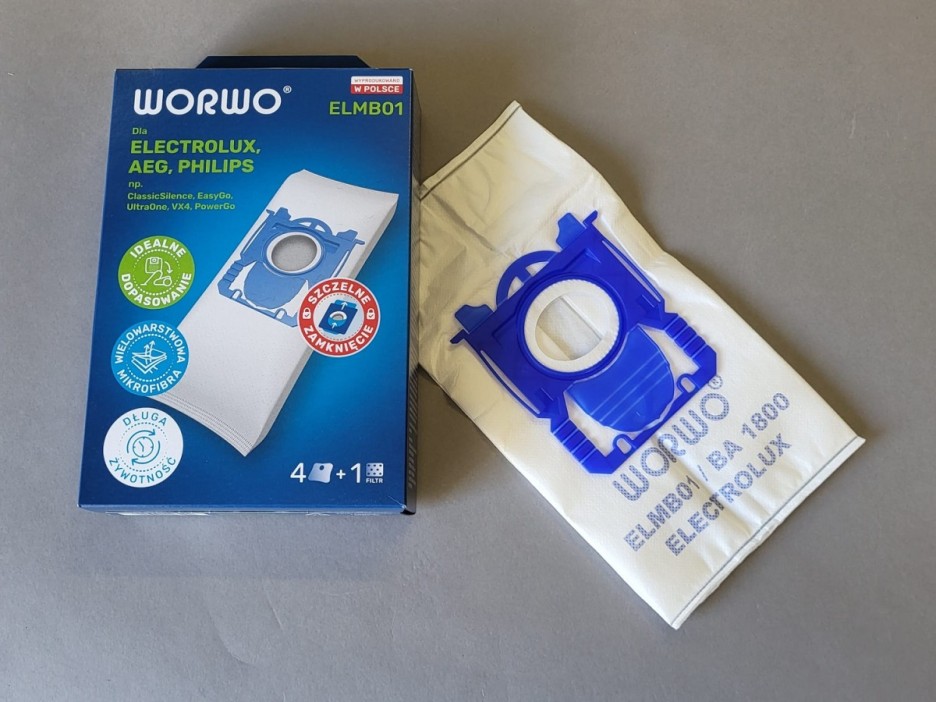 WORWO®
WYPRODUKOWANO
W POLSCE
ELMB01
Dla
ELECTROLUX,
AEG, PHILIPS
np.
ClassicSilence, EasyGo,
UltraOne, VX4, PowerGo
IDEALNE
DOPASOWANIE
SZCZELNE
ZAMKNIĘCIE
WIELOWARSTWOWA
MIKROFIBRA
DŁUGA
ŻYWOTNOŚĆ
4 + 1
FILTR
WORWO®
ELMB01 / BA 1800
ELECTROLUX